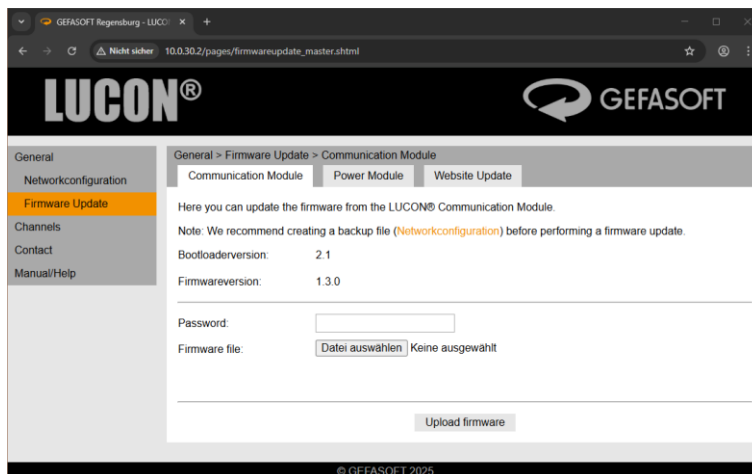 GEFASOFT Regensburg - LUCO
Nicht sicher 10.0.30.2/pages/firmwareupdate_master.shtml
LUCON®
GEFASOFT
General
Networkconfiguration
Firmware Update
Channels
Contact
Manual/Help
General > Firmware Update > Communication Module
Communication Module Power Module Website Update
Here you can update the firmware from the LUCON® Communication Module.
Note: We recommend creating a backup file (Networkconfiguration) before performing a firmware update.
Bootloaderversion: 2.1
Firmwareversion: 1.3.0
Password:
Firmware file: Datei auswählen Keine ausgewählt
Upload firmware
© GEFASOFT 2025